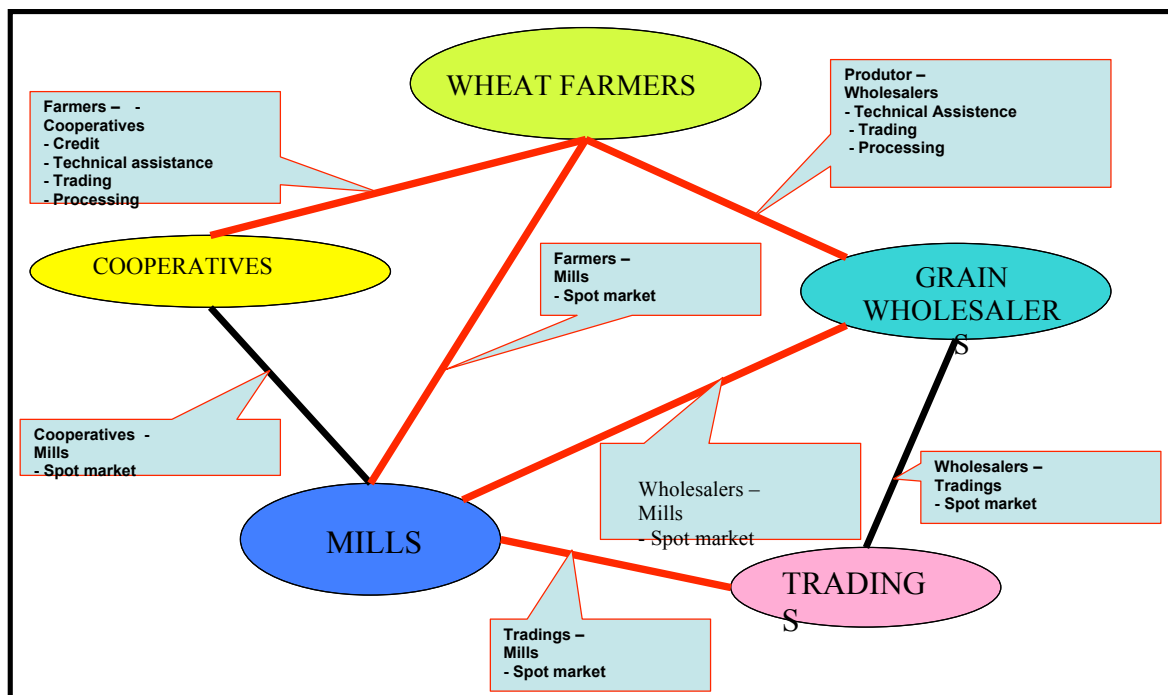 WHEAT FARMERS
Farmers – -
Cooperatives
- Credit
- Technical assistance
- Trading
- Processing
Produtor –
Wholesalers
- Technical Assistence
- Trading
- Processing
COOPERATIVES
Farmers –
Mills
- Spot market
GRAIN
WHOLESALER
S
Cooperatives -
Mills
- Spot market
Wholesalers –
Mills
- Spot market
Wholesalers –
Tradings
- Spot market
MILLS
TRADING
S
Tradings –
Mills
- Spot market